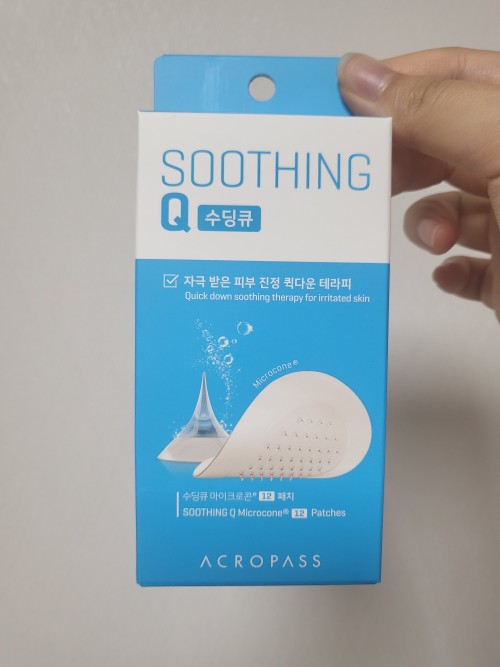 SOOTHING
Q 수딩큐
자극 받은 피부 진정 퀵다운 테라피
Quick down soothing therapy for irritated skin
Microcone®
수딩큐 마이크로콘® 12 패치
SOOTHING Q Microcone® 12 Patches
ACROPASS